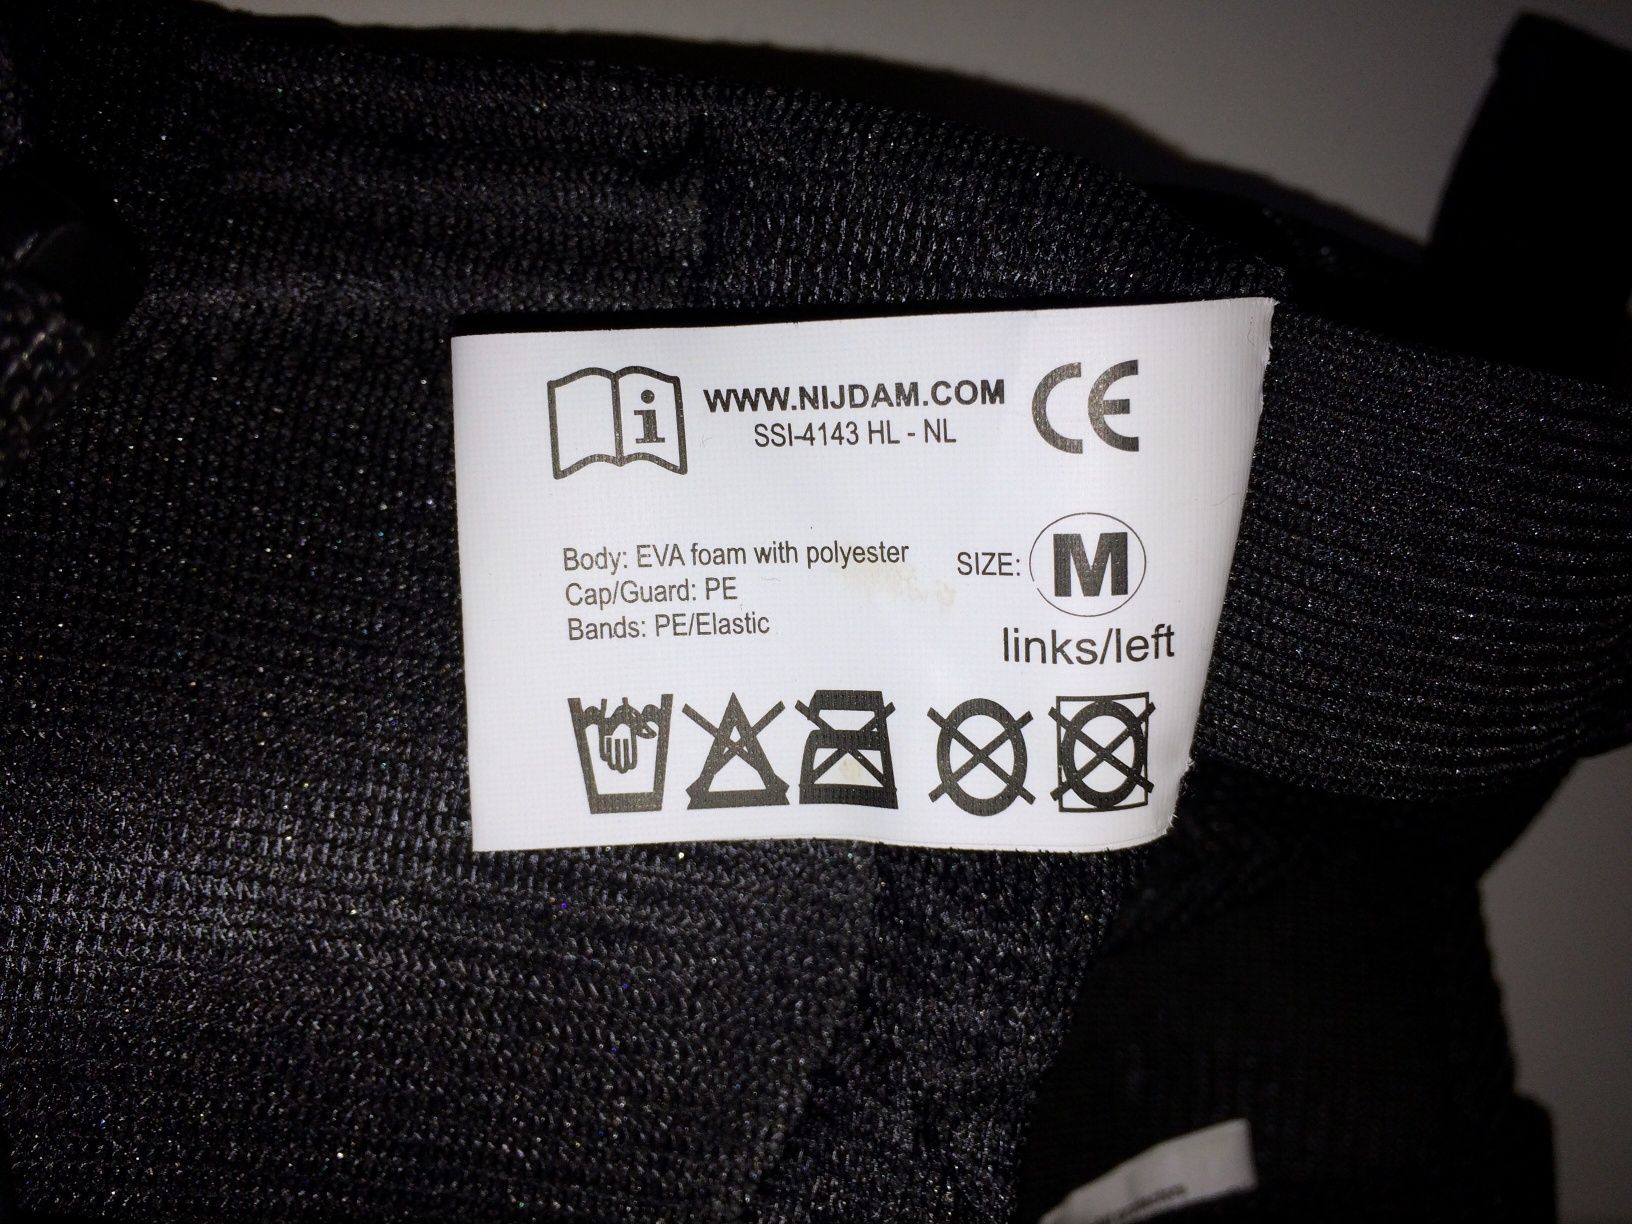 i WWW.NIJDAM.COM CE
SSI-4143 HL - NL
Body: EVA foam with polyester
Cap/Guard: PE
Bands: PE/Elastic
SIZE: M
links/left